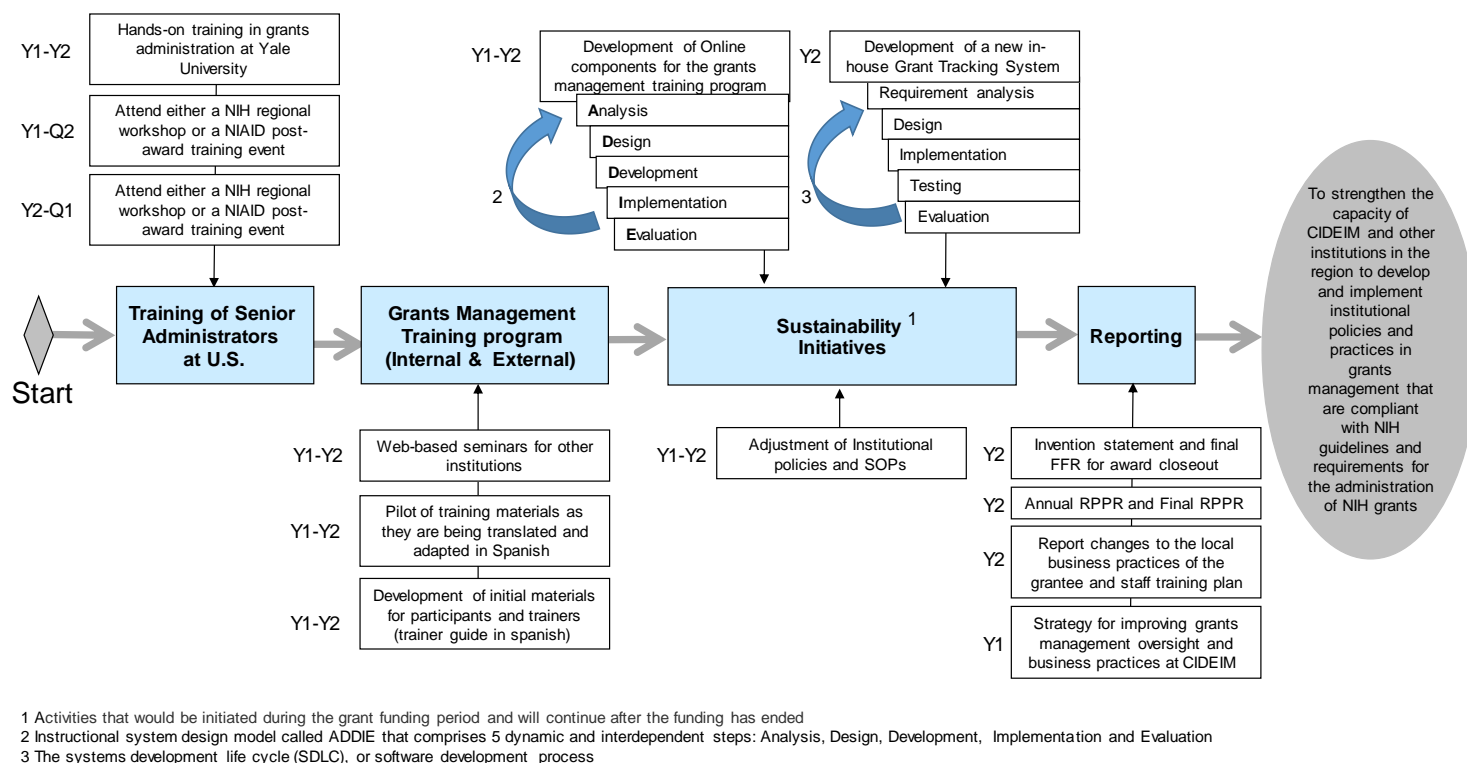 Y1-Y2
Hands-on training in grants
administration at Yale
University
Y1-Q2
Attend either a NIH regional
workshop or a NIAID post-
award training event
Y2-Q1
Attend either a NIH regional
workshop or a NIAID post-
award training event
Y1-Y2
Development of Online
components for the grants
management training program
Analysis
Design
Development
Implementation
Evaluation
2
Y2
Development of a new in-
house Grant Tracking System
Requirement analysis
Design
Implementation
Testing
Evaluation
3
Start
Training of Senior
Administrators
at U.S.
Grants Management
Training program
(Internal & External)
Sustainability 1
Initiatives
Reporting
To strengthen the
capacity of
CIDEIM and other
institutions in the
region to develop
and implement
institutional
policies and
practices in
grants
management that
are compliant
with NIH
guidelines and
requirements for
the administration
of NIH grants
Y1-Y2
Web-based seminars for other
institutions
Y1-Y2
Pilot of training materials as
they are being translated and
adapted in Spanish
Y1-Y2
Development of initial materials
for participants and trainers
(trainer guide in spanish)
Y1-Y2
Adjustment of Institutional
policies and SOPs
Y2
Invention statement and final
FFR for award closeout
Y2
Annual RPPR and Final RPPR
Y2
Report changes to the local
business practices of the
grantee and staff training plan
Y1
Strategy for improving grants
management oversight and
business practices at CIDEIM
1 Activities that would be initiated during the grant funding period and will continue after the funding has ended
2 Instructional system design model called ADDIE that comprises 5 dynamic and interdependent steps: Analysis, Design, Development, Implementation and Evaluation
3 The systems development life cycle (SDLC), or software development process